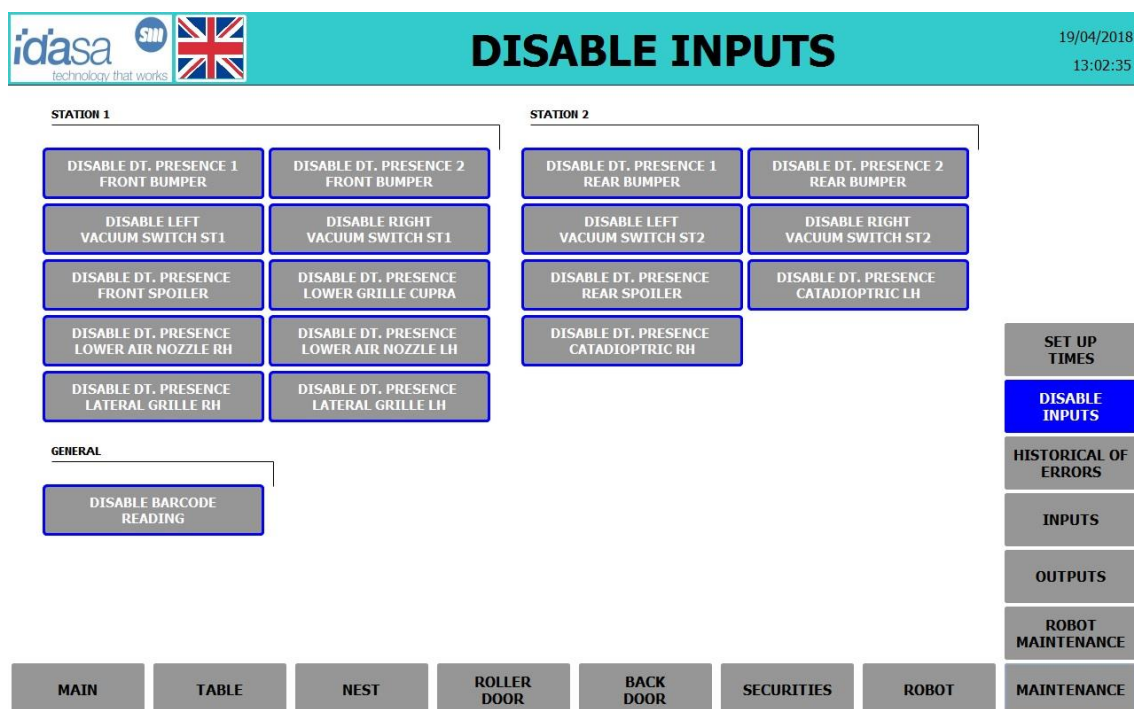 idasa
technology that works
sm
DISABLE INPUTS
19/04/2018
13:02:35
STATION 1
DISABLE DT. PRESENCE 1
FRONT BUMPER
DISABLE DT. PRESENCE 2
FRONT BUMPER
DISABLE LEFT
VACUUM SWITCH ST1
DISABLE RIGHT
VACUUM SWITCH ST1
DISABLE DT. PRESENCE
FRONT SPOILER
DISABLE DT. PRESENCE
LOWER GRILLE CUPRA
DISABLE DT. PRESENCE
LOWER AIR NOZZLE RH
DISABLE DT. PRESENCE
LOWER AIR NOZZLE LH
DISABLE DT. PRESENCE
LATERAL GRILLE RH
DISABLE DT. PRESENCE
LATERAL GRILLE LH
STATION 2
DISABLE DT. PRESENCE 1
REAR BUMPER
DISABLE DT. PRESENCE 2
REAR BUMPER
DISABLE LEFT
VACUUM SWITCH ST2
DISABLE RIGHT
VACUUM SWITCH ST2
DISABLE DT. PRESENCE
REAR SPOILER
DISABLE DT. PRESENCE
CATADIOPTRIC LH
DISABLE DT. PRESENCE
CATADIOPTRIC RH
GENERAL
DISABLE BARCODE
READING
SET UP
TIMES
DISABLE
INPUTS
HISTORICAL OF
ERRORS
INPUTS
OUTPUTS
ROBOT
MAINTENANCE
MAIN
TABLE
NEST
ROLLER
DOOR
BACK
DOOR
SECURITIES
ROBOT
MAINTENANCE